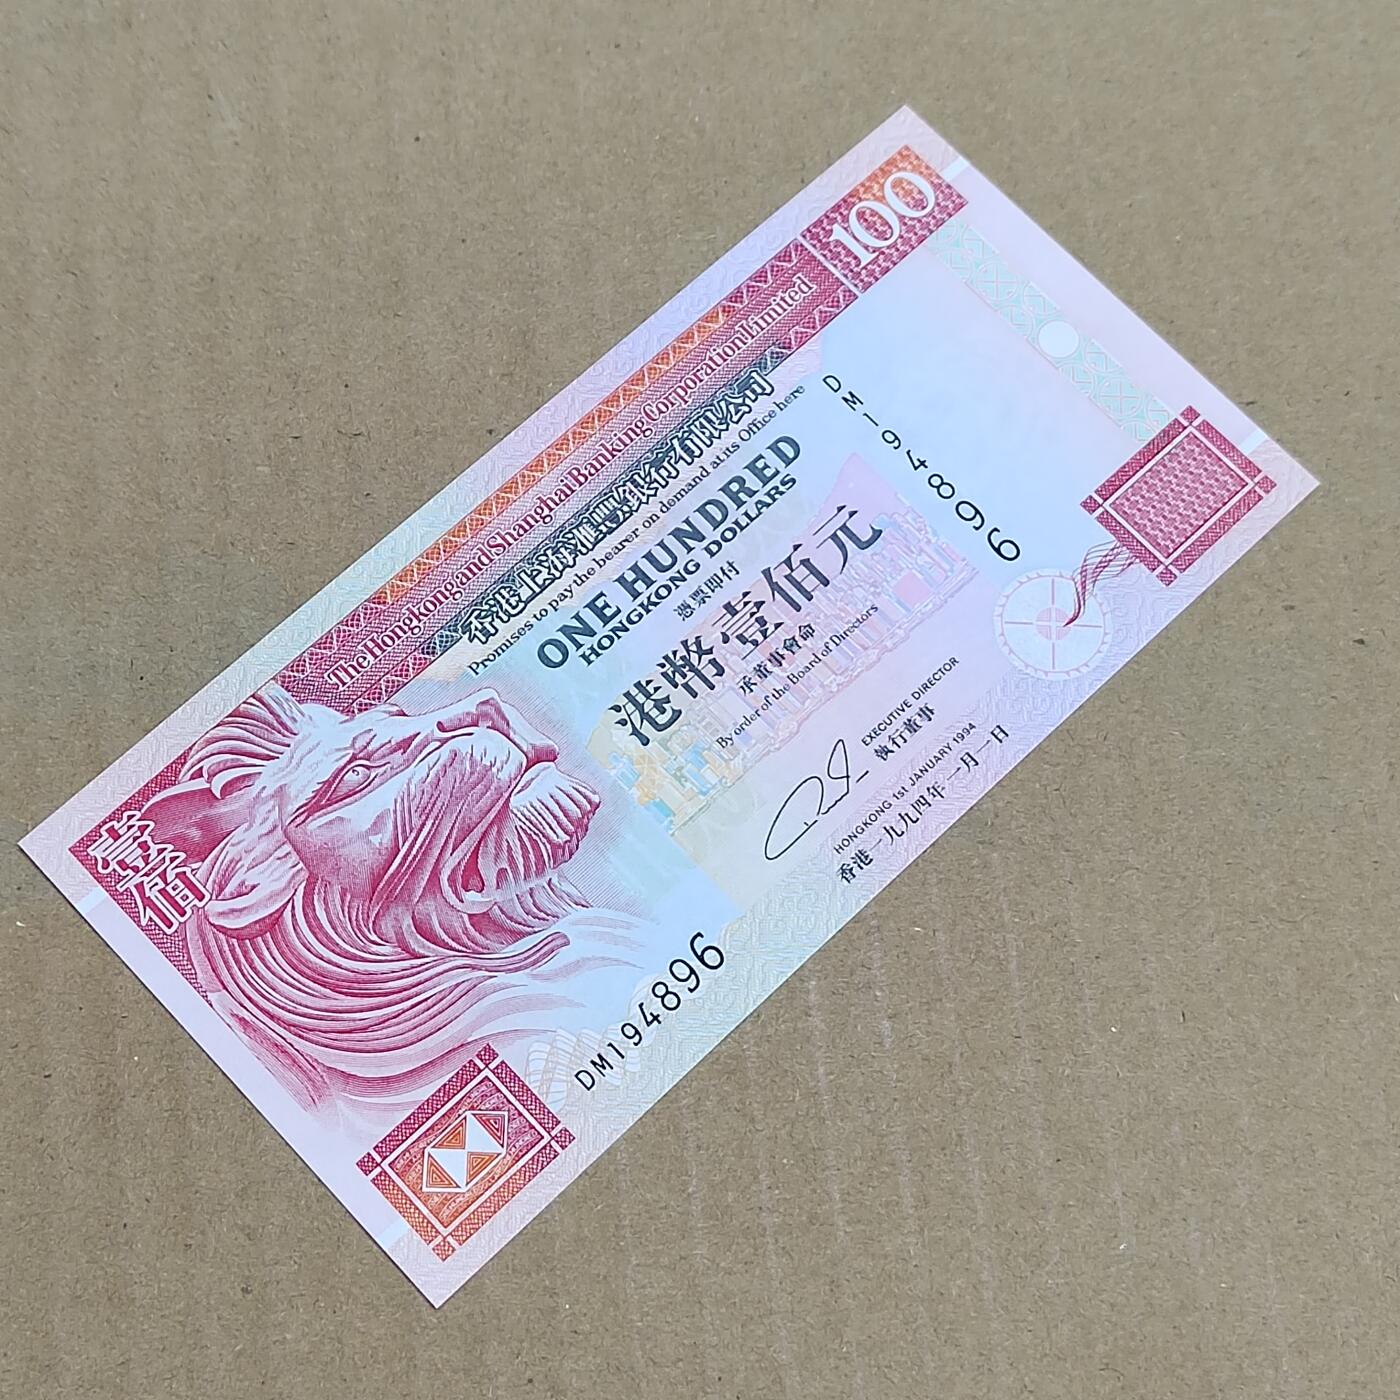 100
The Hongkong and Shanghai Banking Corporation Limited
香港上海滙豐銀行有限公司
Promises to pay the bearer on demand at its Office here
ONE HUNDRED
HONGKONG DOLLARS
憑票即付
港幣壹佰元
承董事會命
By order of the Board of Directors
EXECUTIVE DIRECTOR
執行董事
HONGKONG 1st JANUARY 1994
香港一九九四年一月一日
DM194896
壹佰
DM194896